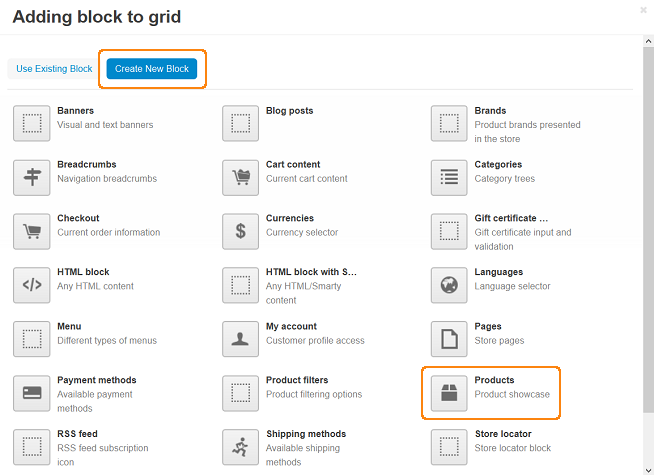 Adding block to grid
Use Existing Block
Create New Block
Banners
Visual and text banners
Blog posts
Brands
Product brands presented
in the store
Breadcrumbs
Navigation breadcrumbs
Cart content
Current cart content
Categories
Category trees
Checkout
Current order information
Currencies
Currency selector
Gift certificate ...
Gift certificate input and
validation
HTML block
Any HTML content
HTML block with S...
Any HTML/Smarty
content
Languages
Language selector
Menu
Different types of menus
My account
Customer profile access
Pages
Store pages
Payment methods
Available payment
methods
Product filters
Product filtering options
Products
Product showcase
RSS feed
RSS feed subscription
icon
Shipping methods
Available shipping
methods
Store locator
Store locator block